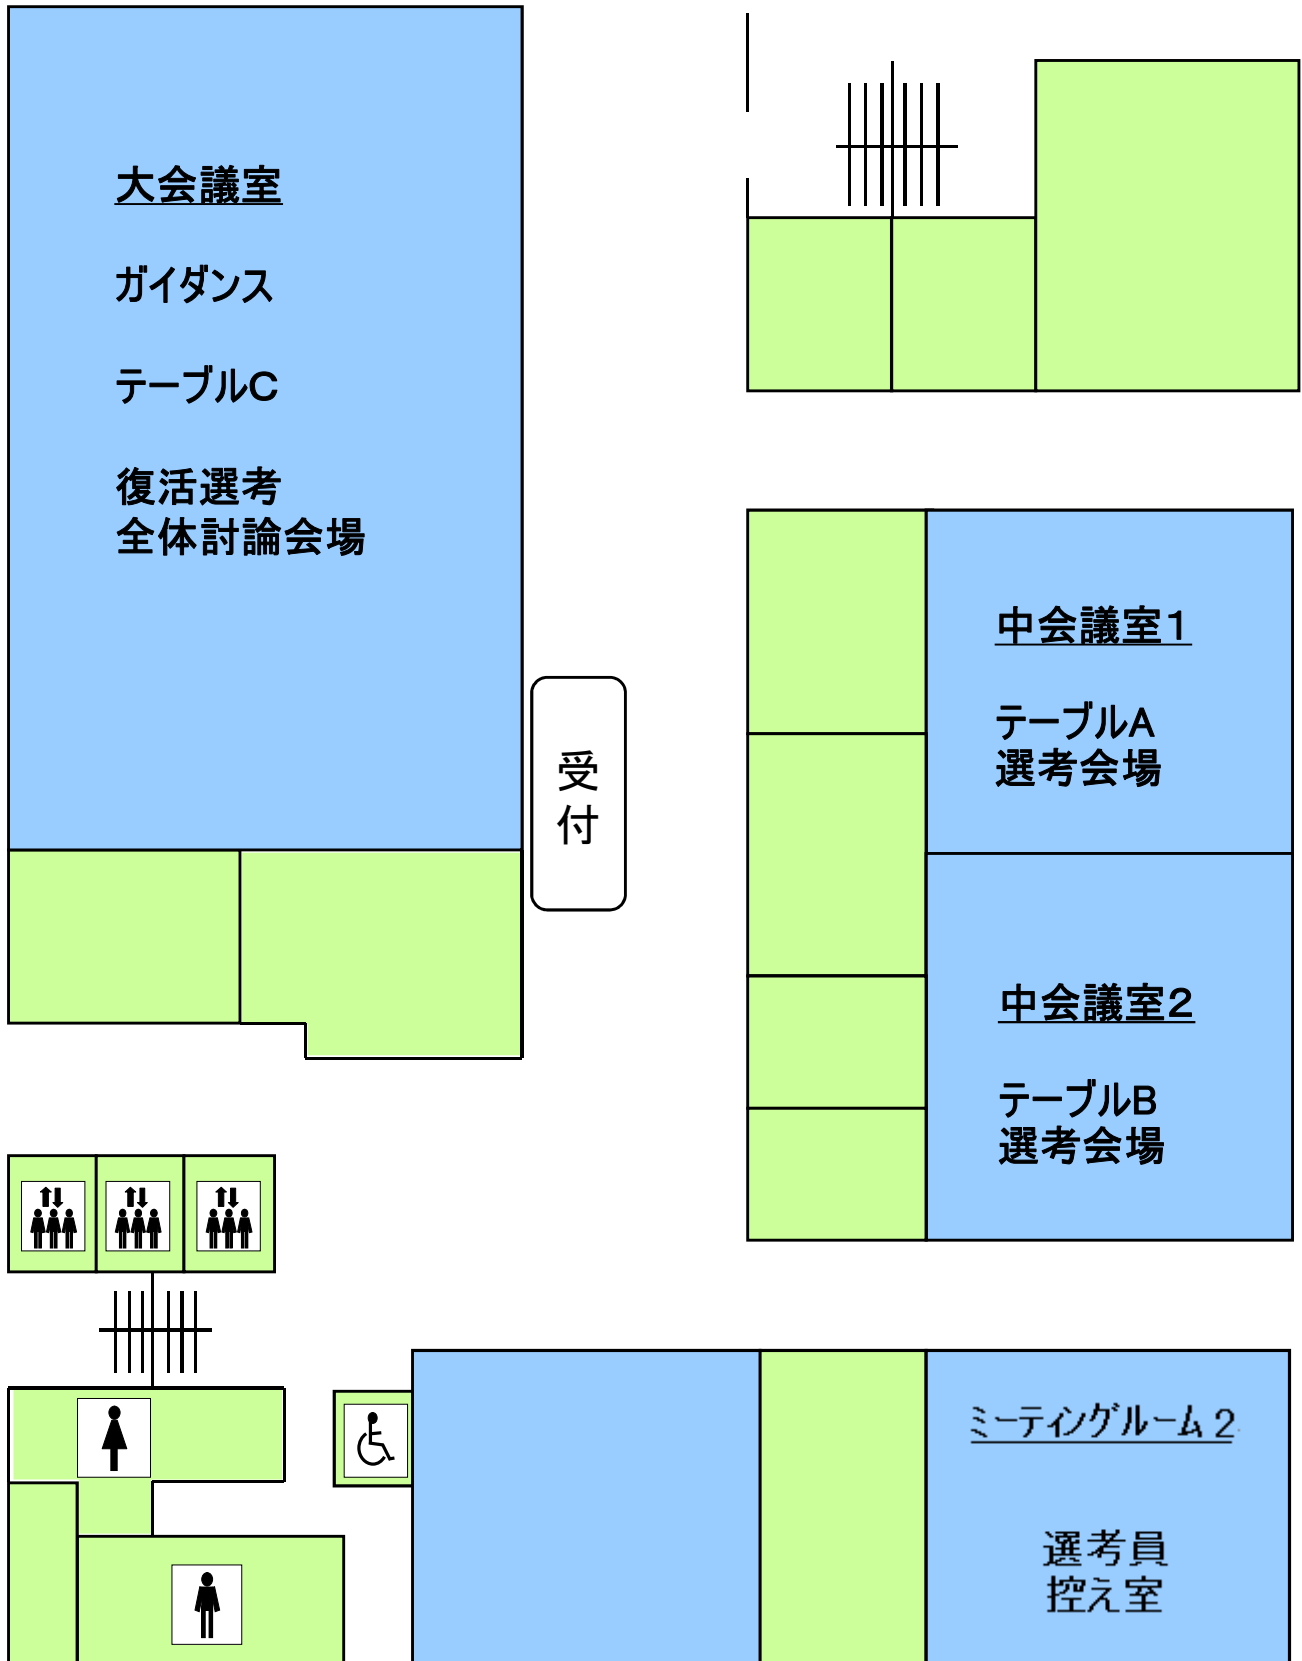 大会議室
ガイダンス
テーブルC
復活選考
全体討論会場
受
付
中会議室1
テーブルA
選考会場
中会議室2
テーブルB
選考会場
ミーティングルーム2
選考員
控え室